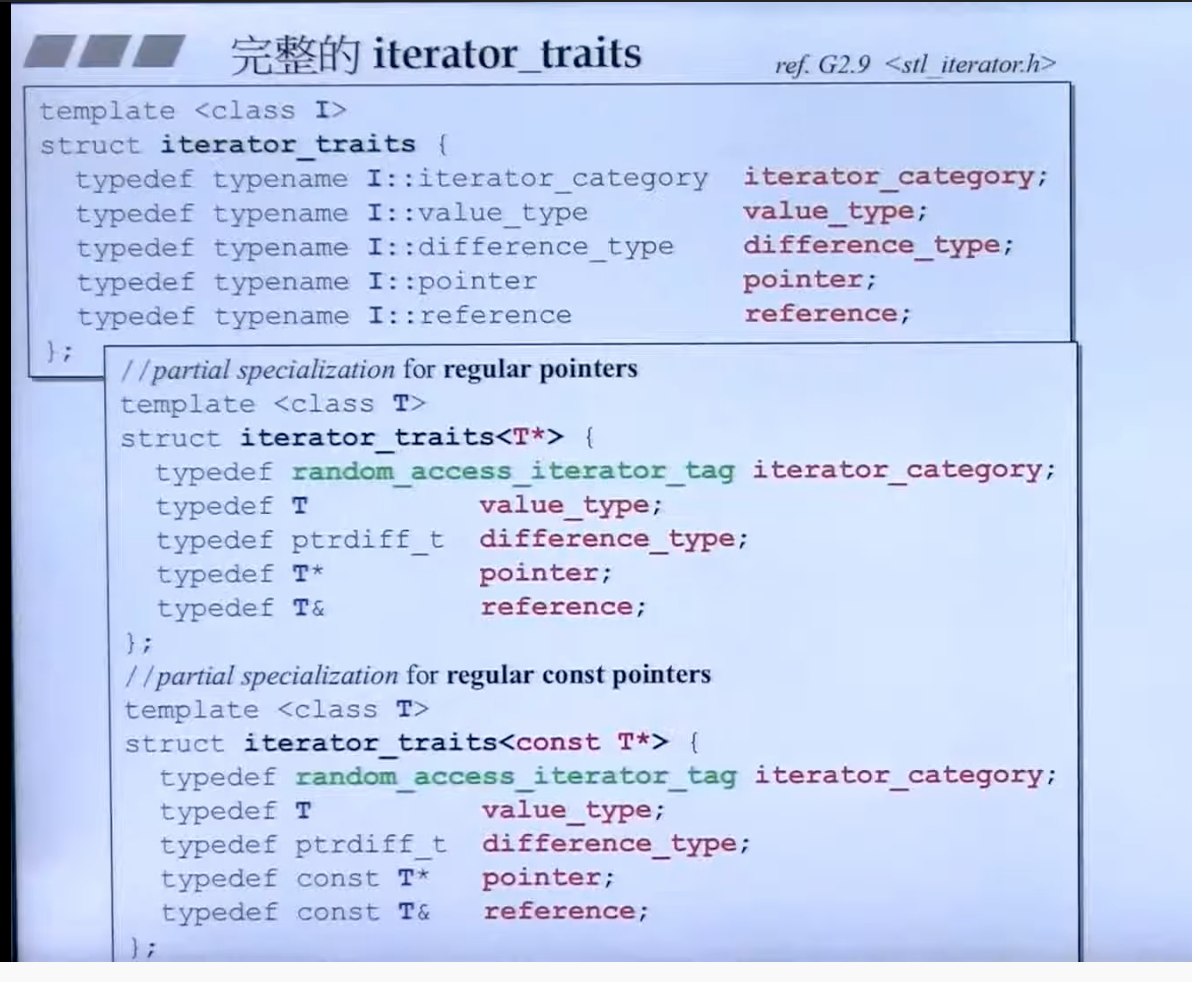 完整的 iterator_traits
ref. G2.9 <stl_iterator.h>
template <class I>
struct iterator_traits {
typedef typename I::iterator_category iterator_category;
typedef typename I::value_type value_type;
typedef typename I::difference_type difference_type;
typedef typename I::pointer pointer;
typedef typename I::reference reference;
};
//partial specialization for regular pointers
template <class T>
struct iterator_traits<T*> {
typedef random_access_iterator_tag iterator_category;
typedef T value_type;
typedef ptrdiff_t difference_type;
typedef T* pointer;
typedef T& reference;
};
//partial specialization for regular const pointers
template <class T>
struct iterator_traits<const T*> {
typedef random_access_iterator_tag iterator_category;
typedef T value_type;
typedef ptrdiff_t difference_type;
typedef const T* pointer;
typedef const T& reference;
};